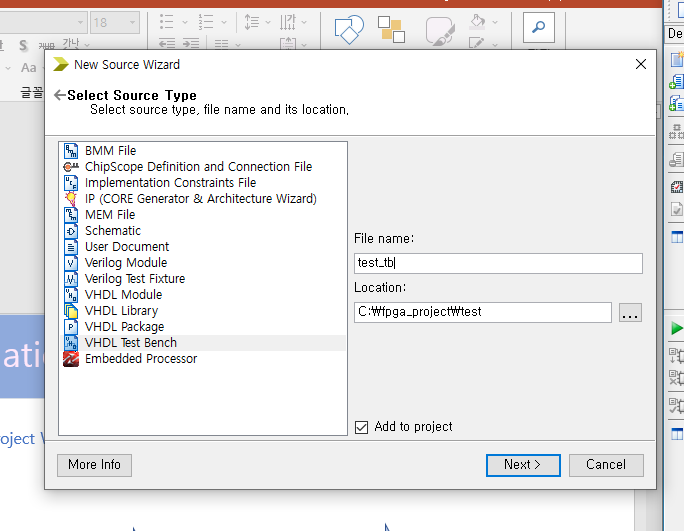 18
가
간낫
Aa
글꼴
De
New Source Wizard
Select Source Type
Select source type, file name and its location.
BMM File
ChipScope Definition and Connection File
Implementation Constraints File
IP (CORE Generator & Architecture Wizard)
MEM File
Schematic
User Document
Verilog Module
Verilog Test Fixture
VHDL Module
VHDL Library
VHDL Package
VHDL Test Bench
Embedded Processor
File name:
test_tb
Location:
C:₩fpga_project₩test
...
Add to project
More Info
Next >
Cancel
oject